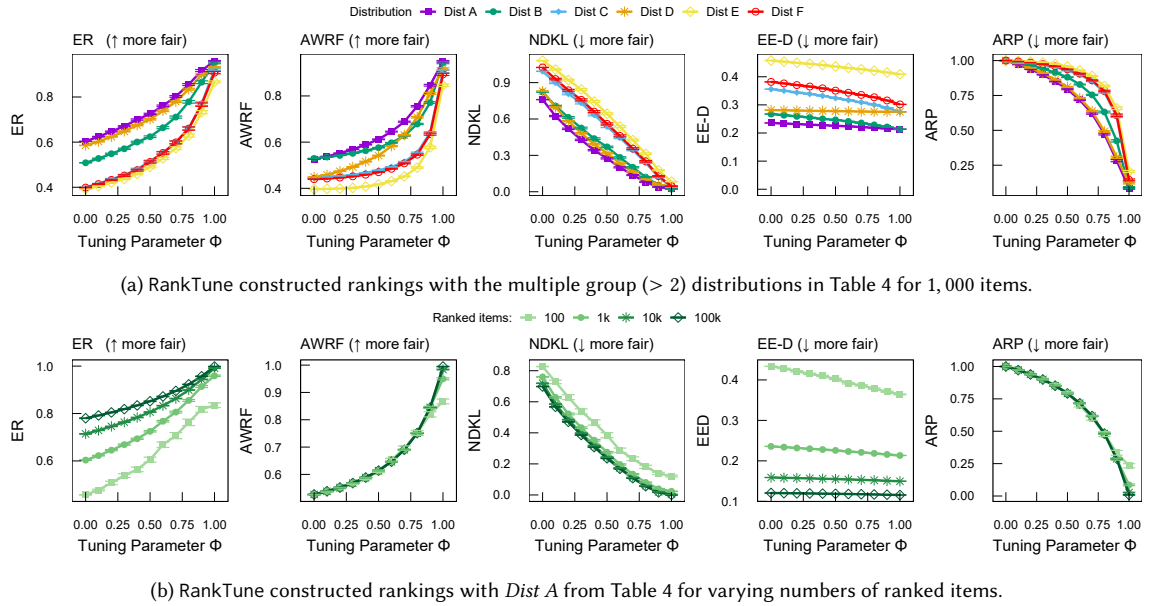 Distribution Dist A Dist B Dist C Dist D Dist E Dist F
ER (↑ more fair)
ER
0.8
0.6
0.4
0.00 0.25 0.50 0.75 1.00
Tuning Parameter Φ
AWRF (↑ more fair)
AWRF
0.8
0.6
0.4
0.00 0.25 0.50 0.75 1.00
Tuning Parameter Φ
NDKL (↓ more fair)
NDKL
0.9
0.6
0.3
0.0
0.00 0.25 0.50 0.75 1.00
Tuning Parameter Φ
EE-D (↓ more fair)
EE-D
0.4
0.3
0.2
0.1
0.0
0.00 0.25 0.50 0.75 1.00
Tuning Parameter Φ
ARP (↓ more fair)
ARP
1.00
0.75
0.50
0.25
0.00 0.25 0.50 0.75 1.00
Tuning Parameter Φ
(a) RankTune constructed rankings with the multiple group (> 2) distributions in Table 4 for 1, 000 items.
Ranked items: 100 1k 10k 100k
ER (↑ more fair)
ER
1.0
0.8
0.6
0.00 0.25 0.50 0.75 1.00
Tuning Parameter Φ
AWRF (↑ more fair)
AWRF
1.0
0.9
0.8
0.7
0.6
0.5
0.00 0.25 0.50 0.75 1.00
Tuning Parameter Φ
NDKL (↓ more fair)
NDKL
0.8
0.6
0.4
0.2
0.0
0.00 0.25 0.50 0.75 1.00
Tuning Parameter Φ
EE-D (↓ more fair)
EED
0.4
0.3
0.2
0.1
0.00 0.25 0.50 0.75 1.00
Tuning Parameter Φ
ARP (↓ more fair)
ARP
1.00
0.75
0.50
0.25
0.00
0.00 0.25 0.50 0.75 1.00
Tuning Parameter Φ
(b) RankTune constructed rankings with Dist A from Table 4 for varying numbers of ranked items.